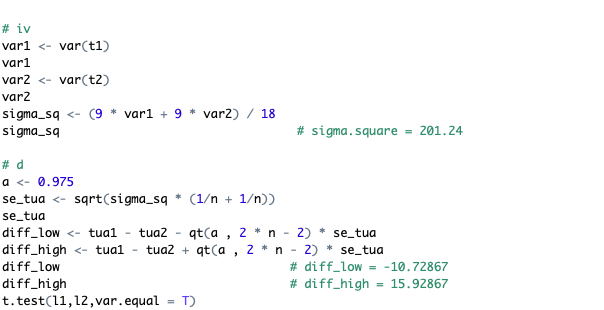 # iv
var1 <- var(t1)
var1
var2 <- var(t2)
var2
sigma_sq <- (9 * var1 + 9 * var2) / 18
sigma_sq # sigma.square = 201.24
# d
a <- 0.975
se_tua <- sqrt(sigma_sq * (1/n + 1/n))
se_tua
diff_low <- tua1 - tua2 - qt(a , 2 * n - 2) * se_tua
diff_high <- tua1 - tua2 + qt(a , 2 * n - 2) * se_tua
diff_low # diff_low = -10.72867
diff_high # diff_high = 15.92867
t.test(l1,l2,var.equal = T)